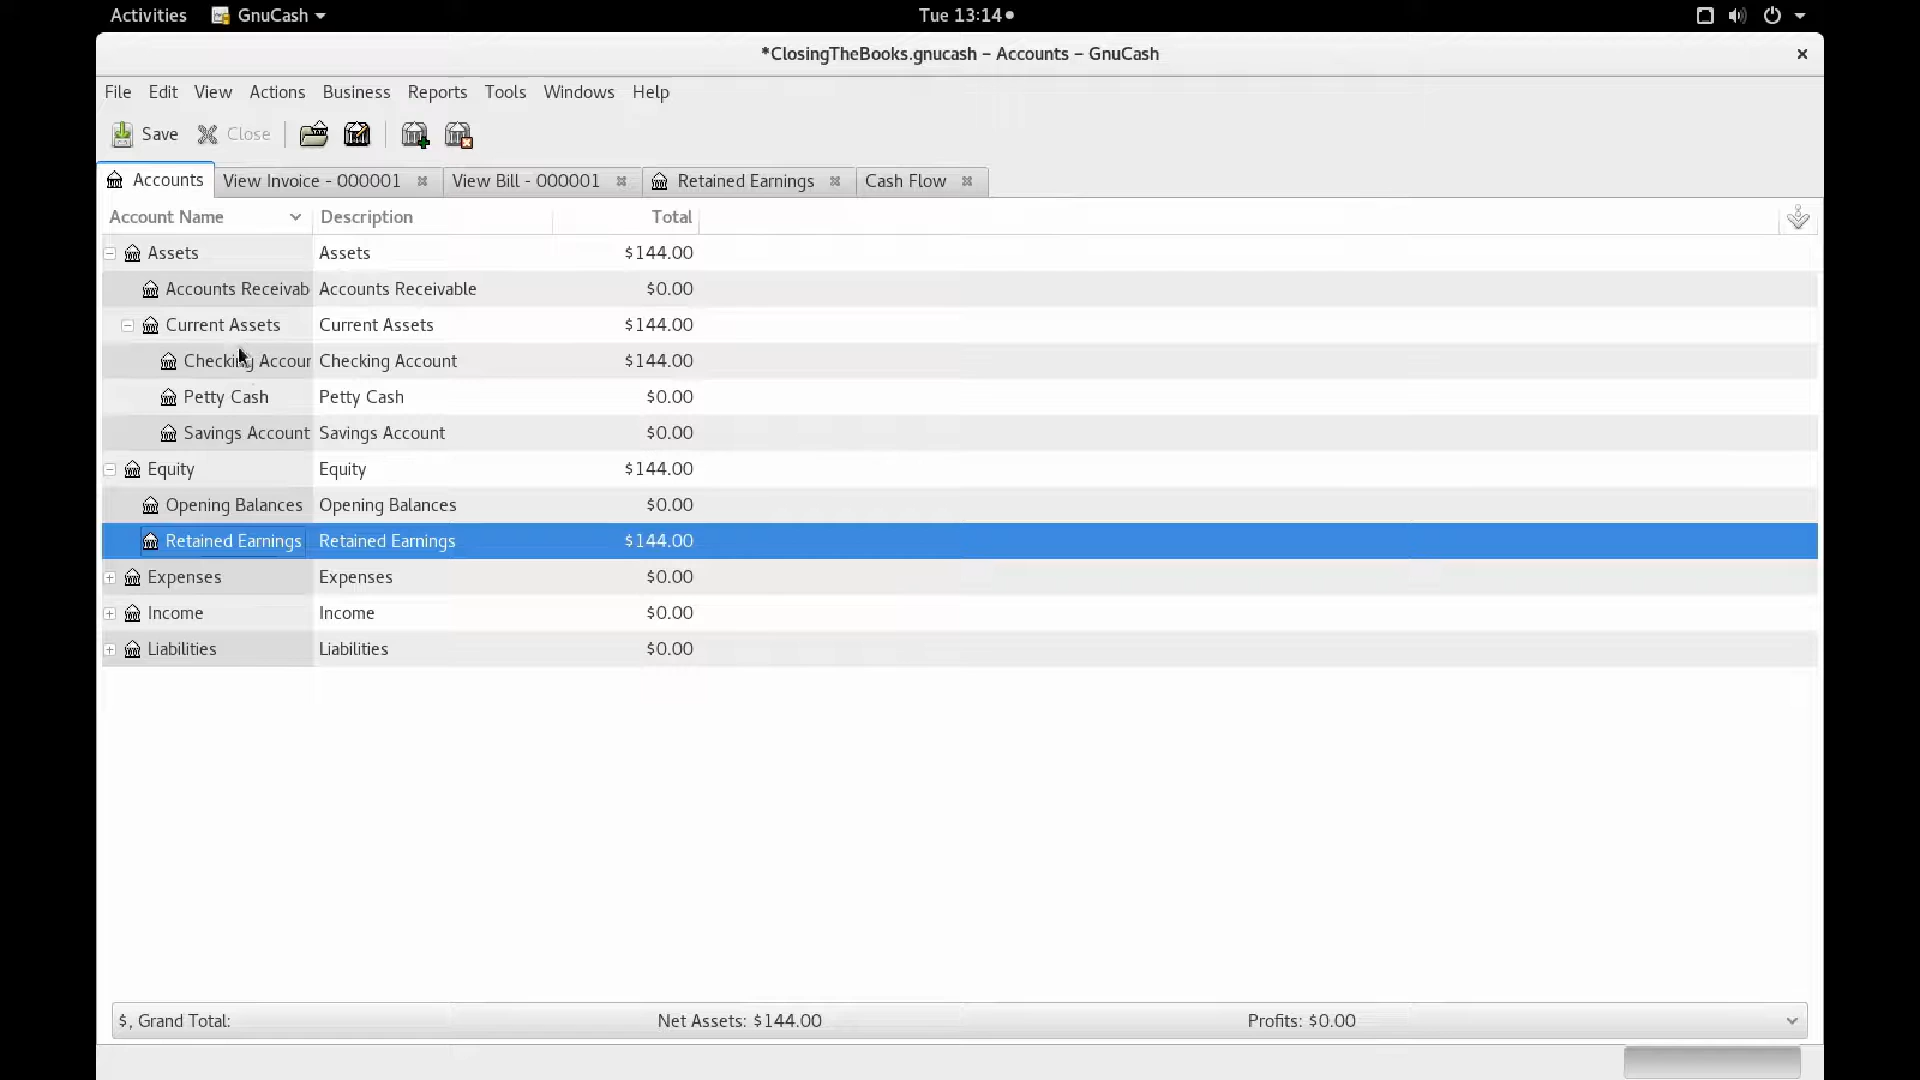 Activities GnuCash Tue 13:14
*ClosingTheBooks.gnucash – Accounts – GnuCash
File Edit View Actions Business Reports Tools Windows Help
Save Close
Accounts View Invoice - 000001 View Bill - 000001 Retained Earnings Cash Flow
Account Name Description Total
Assets Assets $144.00
Accounts Receivab Accounts Receivable $0.00
Current Assets Current Assets $144.00
Checking Accour Checking Account $144.00
Petty Cash Petty Cash $0.00
Savings Account Savings Account $0.00
Equity Equity $144.00
Opening Balances Opening Balances $0.00
Retained Earnings Retained Earnings $144.00
Expenses Expenses $0.00
Income Income $0.00
Liabilities Liabilities $0.00
$, Grand Total: Net Assets: $144.00 Profits: $0.00